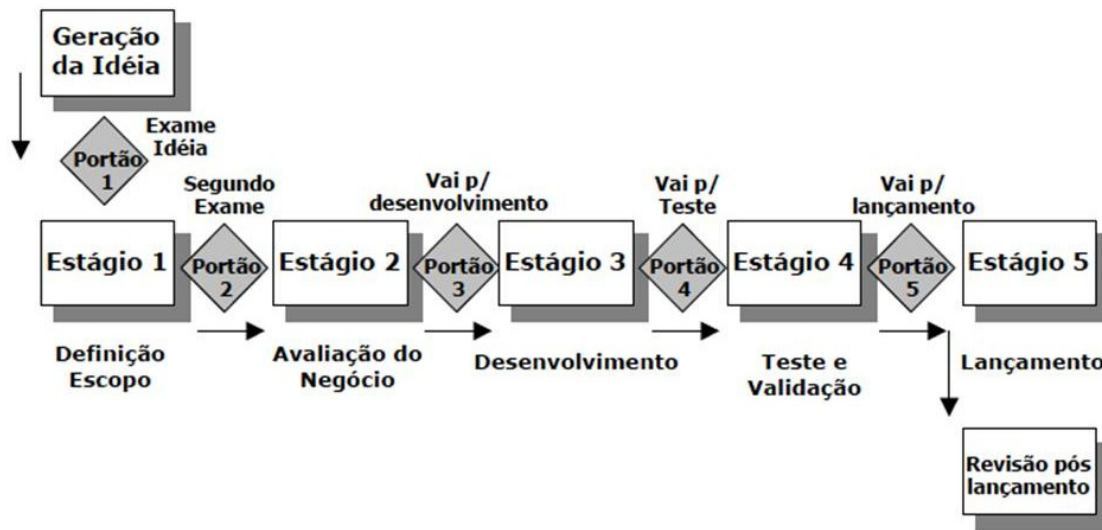 Geração
da Idéia
Exame
Idéia
Portão
1
Segundo
Exame
Vai p/
desenvolvimento
Vai p/
Teste
Vai p/
lançamento
Estágio 1
Portão
2
Estágio 2
Portão
3
Estágio 3
Portão
4
Estágio 4
Portão
5
Estágio 5
Definição
Escopo
Avaliação do
Negócio
Desenvolvimento
Teste e
Validação
Lançamento
Revisão pós
lançamento